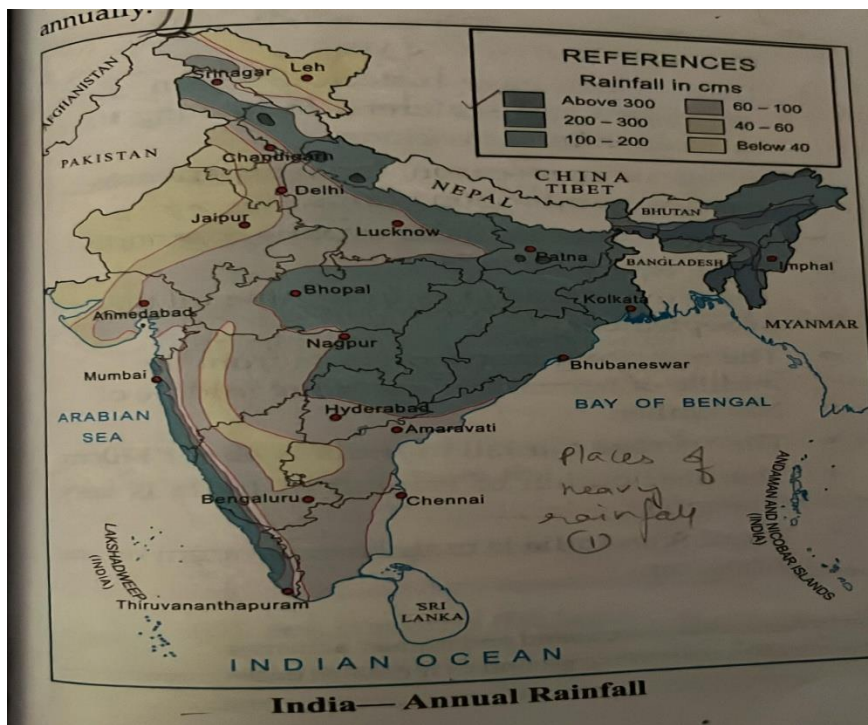 annually.
REFERENCES
Rainfall in cms
Above 300
200 – 300
100 – 200
60 – 100
40 – 60
Below 40
AFGHANISTAN
PAKISTAN
Srinagar
Leh
Chandigarh
Delhi
Jaipur
Lucknow
NEPAL
CHINA
TIBET
BHUTAN
Patna
BANGLADESH
Imphal
Ahmedabad
Bhopal
Kolkata
MYANMAR
Nagpur
Bhubaneswar
Mumbai
ARABIAN
SEA
Hyderabad
Amaravati
BAY OF BENGAL
Places of
heavy
rainfall
1
Bengaluru
Chennai
ANDAMAN AND NICOBAR ISLANDS
(INDIA)
LAKSHADWEEP
(INDIA)
Thiruvananthapuram
SRI
LANKA
INDIAN OCEAN
India— Annual Rainfall